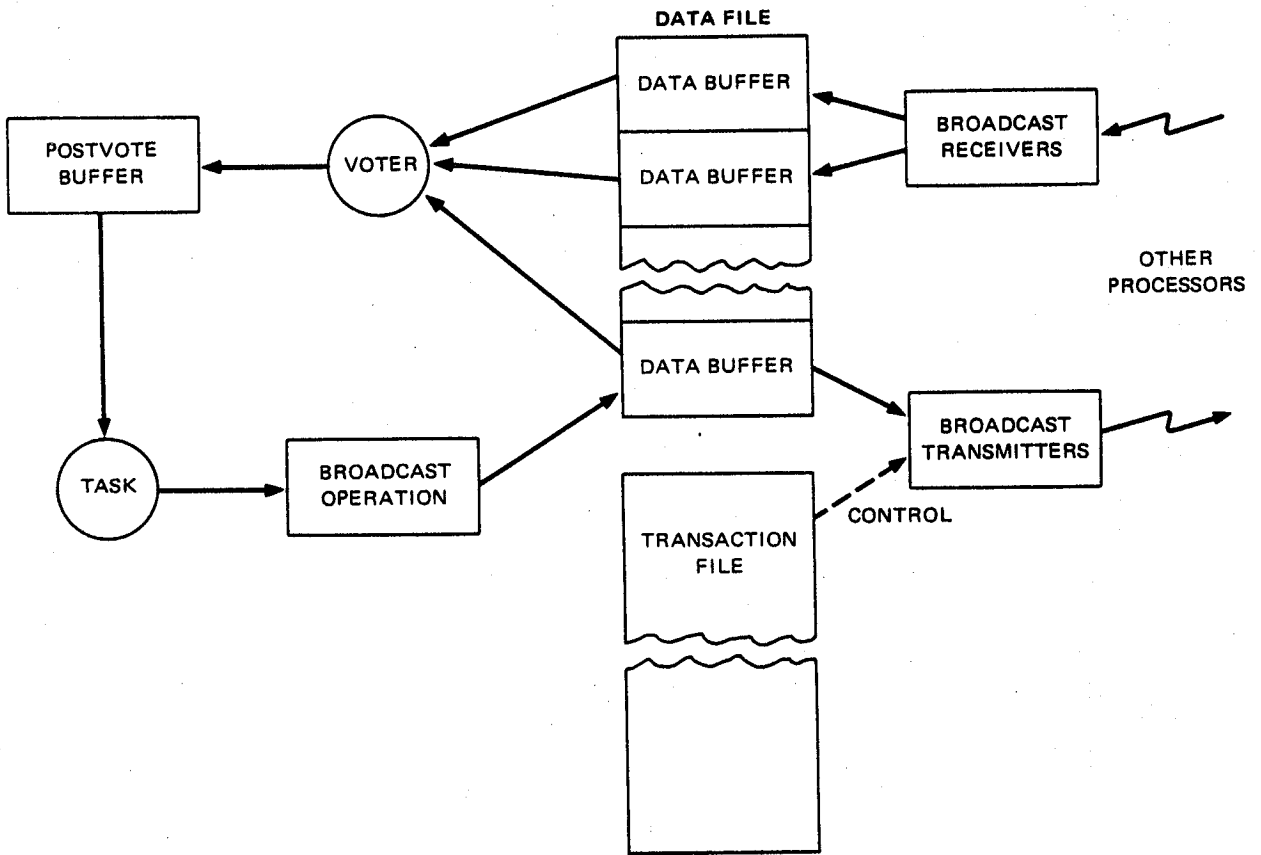 DATA FILE
DATA BUFFER
BROADCAST
RECEIVERS
POSTVOTE
BUFFER
VOTER
DATA BUFFER
OTHER
PROCESSORS
DATA BUFFER
BROADCAST
TRANSMITTERS
TASK
BROADCAST
OPERATION
CONTROL
TRANSACTION
FILE